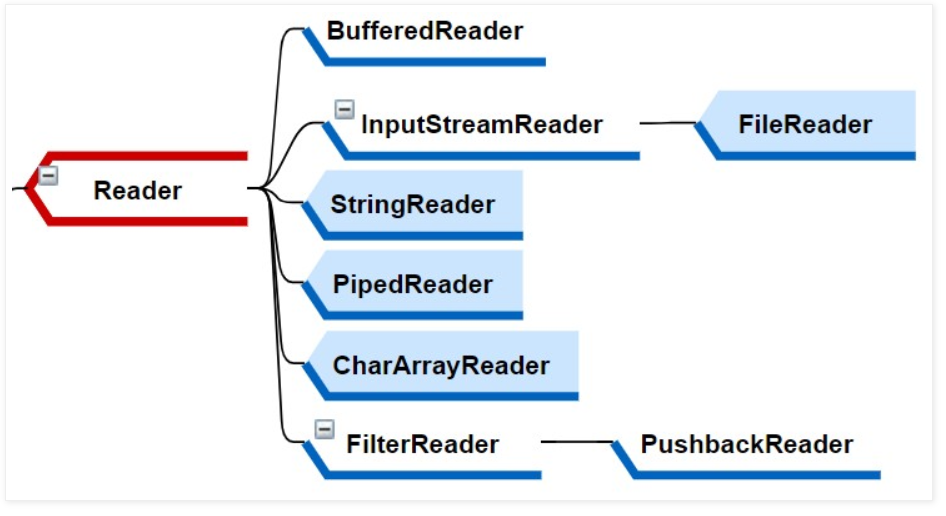 BufferedReader
InputStreamReader
FileReader
Reader
StringReader
PipedReader
CharArrayReader
FilterReader
PushbackReader